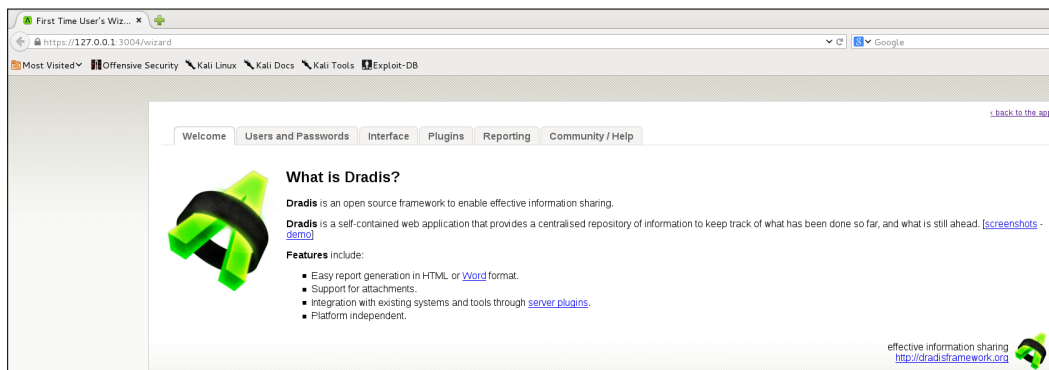 First Time User's Wiz...
https://127.0.0.1:3004/wizard
Google
Most Visited Offensive Security Kali Linux Kali Docs Kali Tools Exploit-DB
‹ back to the app
Welcome Users and Passwords Interface Plugins Reporting Community / Help
What is Dradis?
Dradis is an open source framework to enable effective information sharing.
Dradis is a self-contained web application that provides a centralised repository of information to keep track of what has been done so far, and what is still ahead. [screenshots -
demo]
Features include:
Easy report generation in HTML or Word format.
Support for attachments.
Integration with existing systems and tools through server plugins.
Platform independent.
effective information sharing
http://dradisframework.org